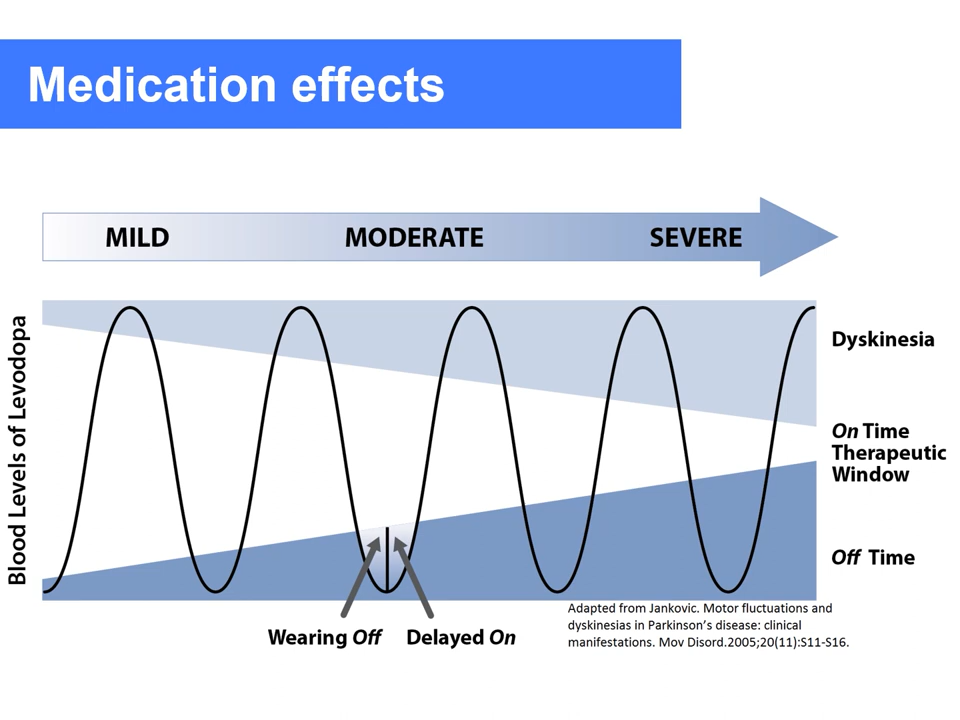 Medication effects
MILD MODERATE SEVERE
Blood Levels of Levodopa
Dyskinesia
On Time
Therapeutic
Window
Off Time
Wearing Off Delayed On
Adapted from Jankovic. Motor fluctuations and
dyskinesias in Parkinson's disease: clinical
manifestations. Mov Disord.2005;20(11):S11-S16.